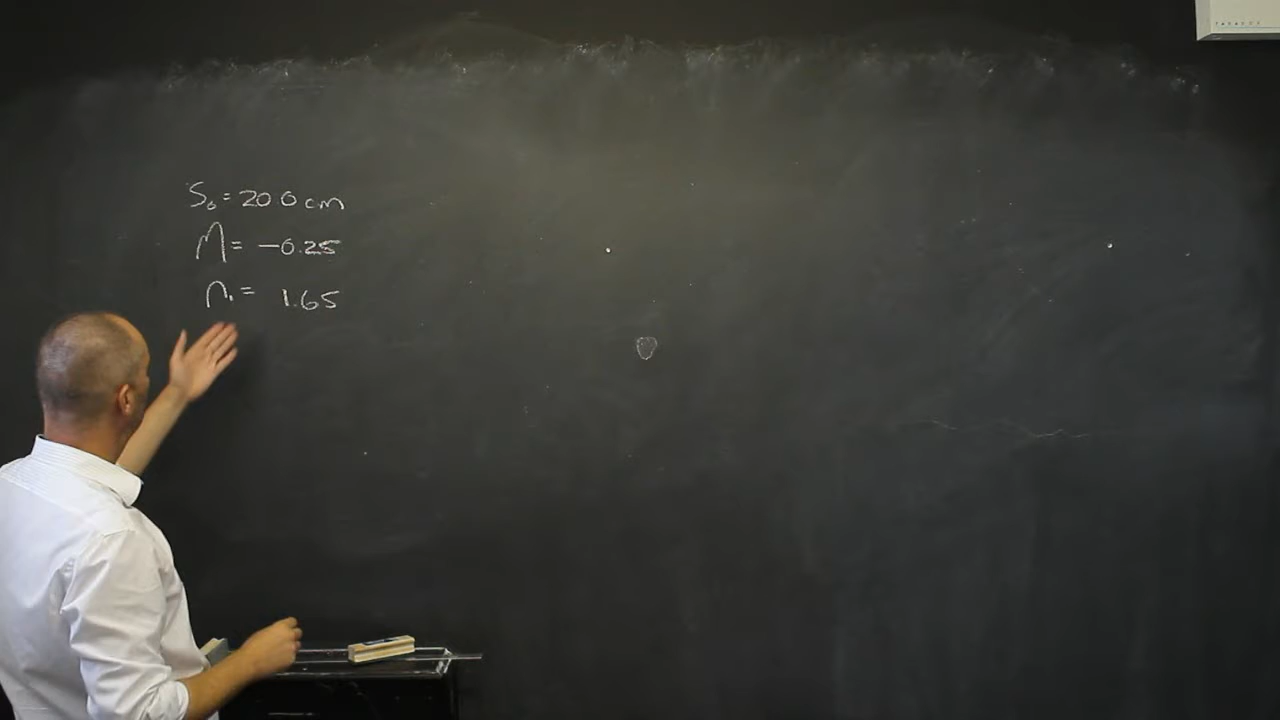 S₀ = 20.0 cm
M = -0.25
n₁ = 1.65